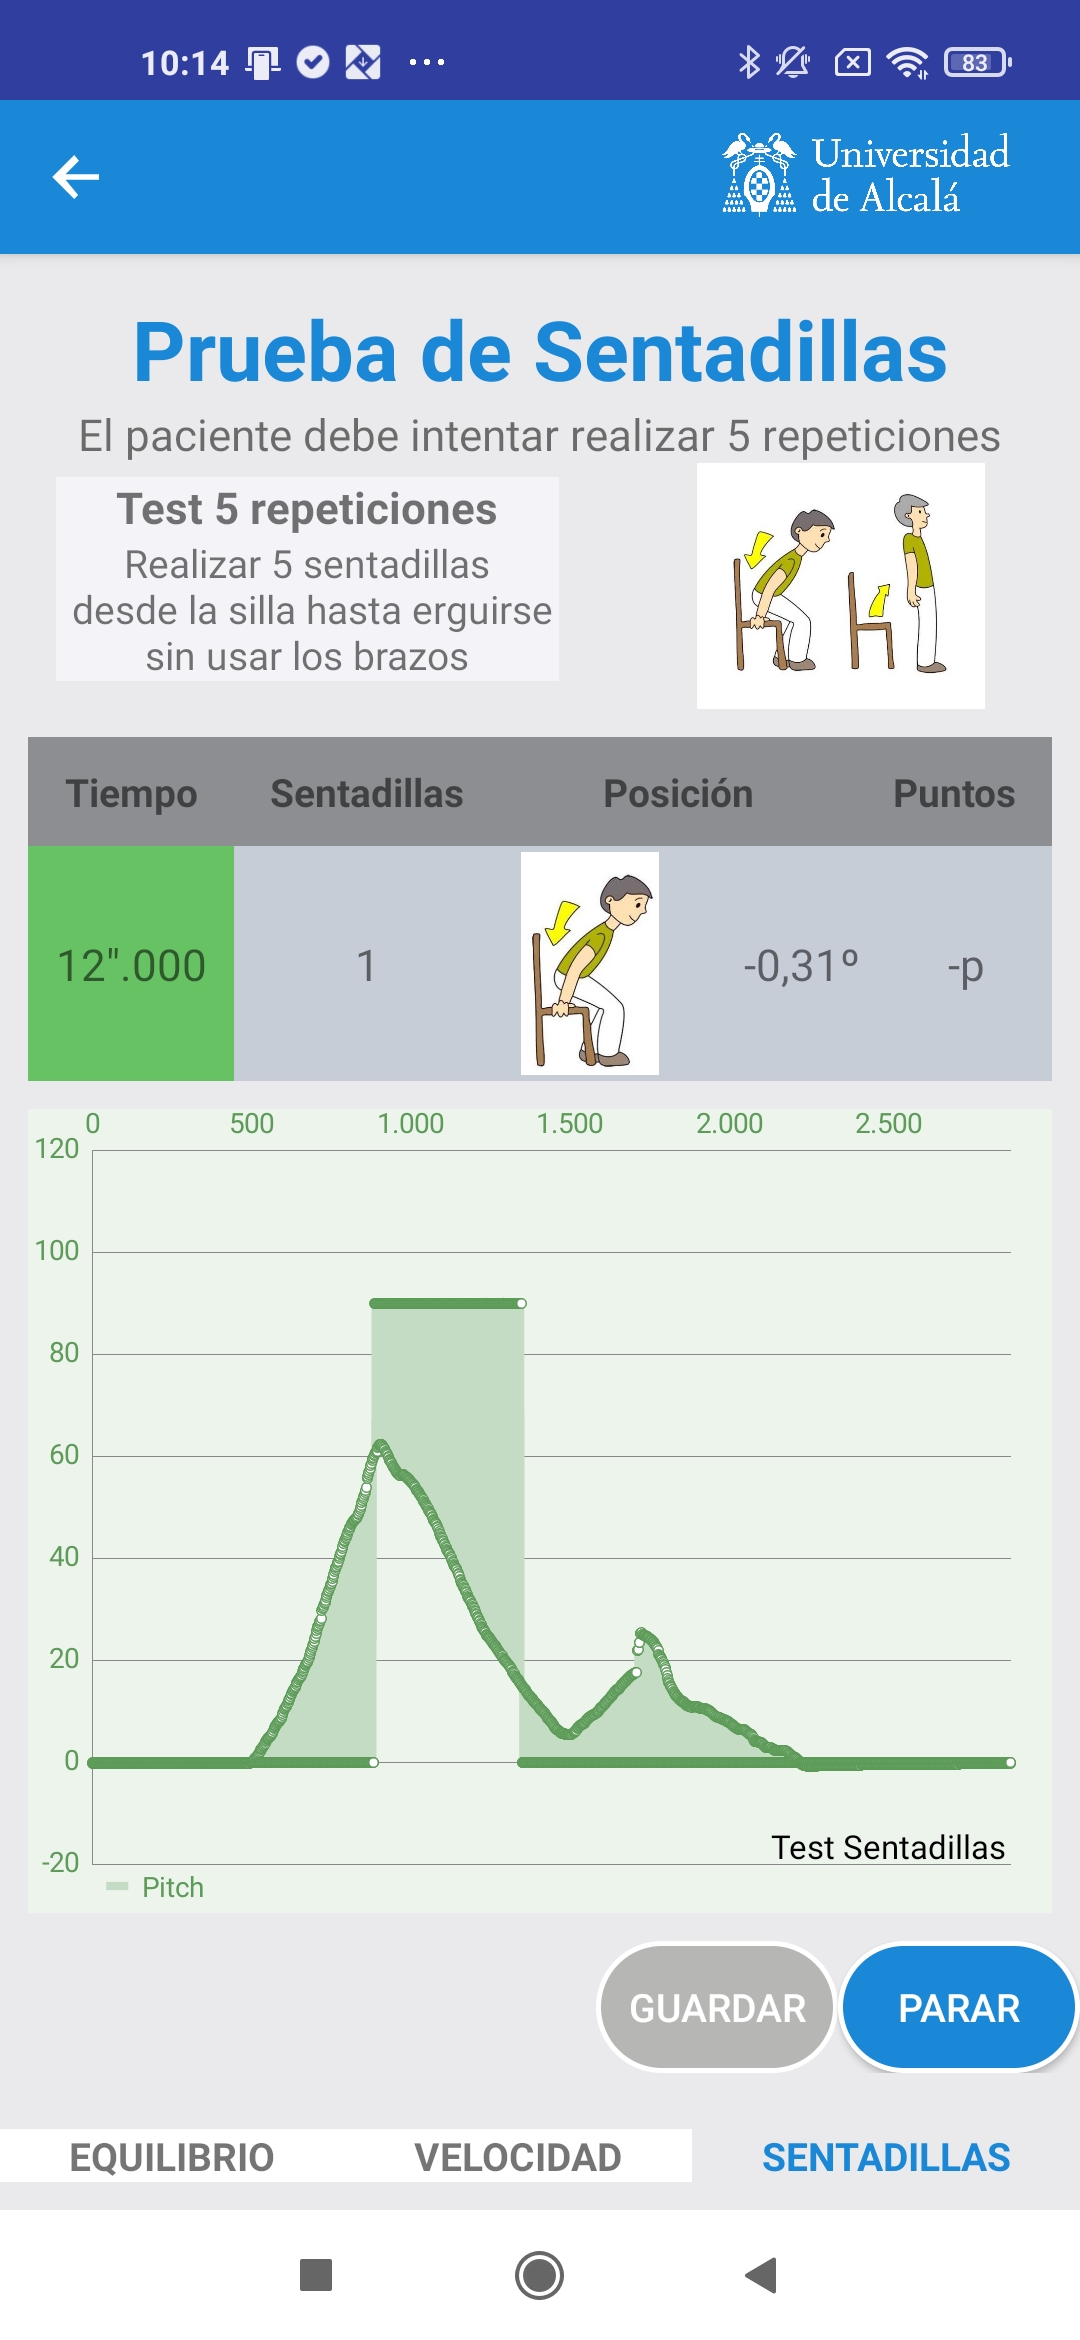 10:14
83
Universidad
de Alcalá
Prueba de Sentadillas
El paciente debe intentar realizar 5 repeticiones
Test 5 repeticiones
Realizar 5 sentadillas
desde la silla hasta erguirse
sin usar los brazos
Tiempo Sentadillas Posición Puntos
12".000 1 -0,31º -p
0 500 1.000 1.500 2.000 2.500
120
100
80
60
40
20
0
-20
Test Sentadillas
Pitch
GUARDAR PARAR
EQUILIBRIO VELOCIDAD SENTADILLAS